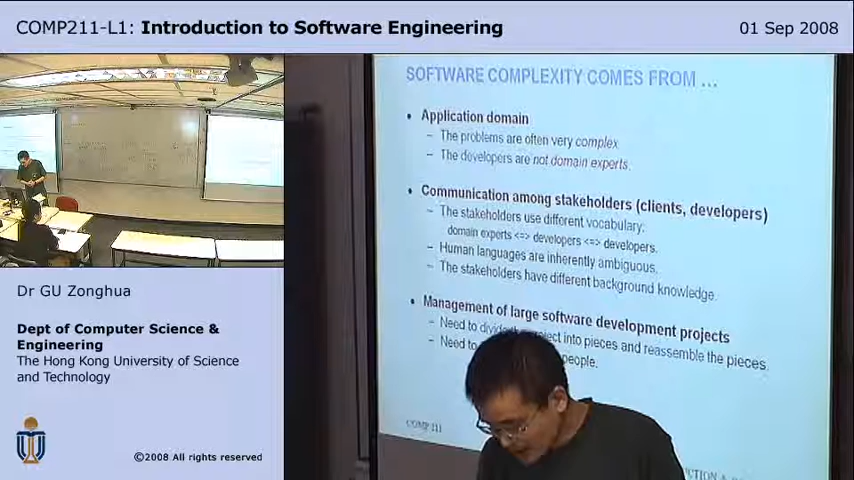 COMP211-L1: Introduction to Software Engineering
01 Sep 2008
SOFTWARE COMPLEXITY COMES FROM ...
• Application domain
– The problems are often very complex.
– The developers are not domain experts.
• Communication among stakeholders (clients, developers)
– The stakeholders use different vocabulary:
domain experts <=> developers <=> developers.
– Human languages are inherently ambiguous.
– The stakeholders have different background knowledge.
• Management of large software development projects
– Need to divide project into pieces and reassemble the pieces.
– Need to people.
Dr GU Zonghua
Dept of Computer Science &
Engineering
The Hong Kong University of Science
and Technology
©2008 All rights reserved